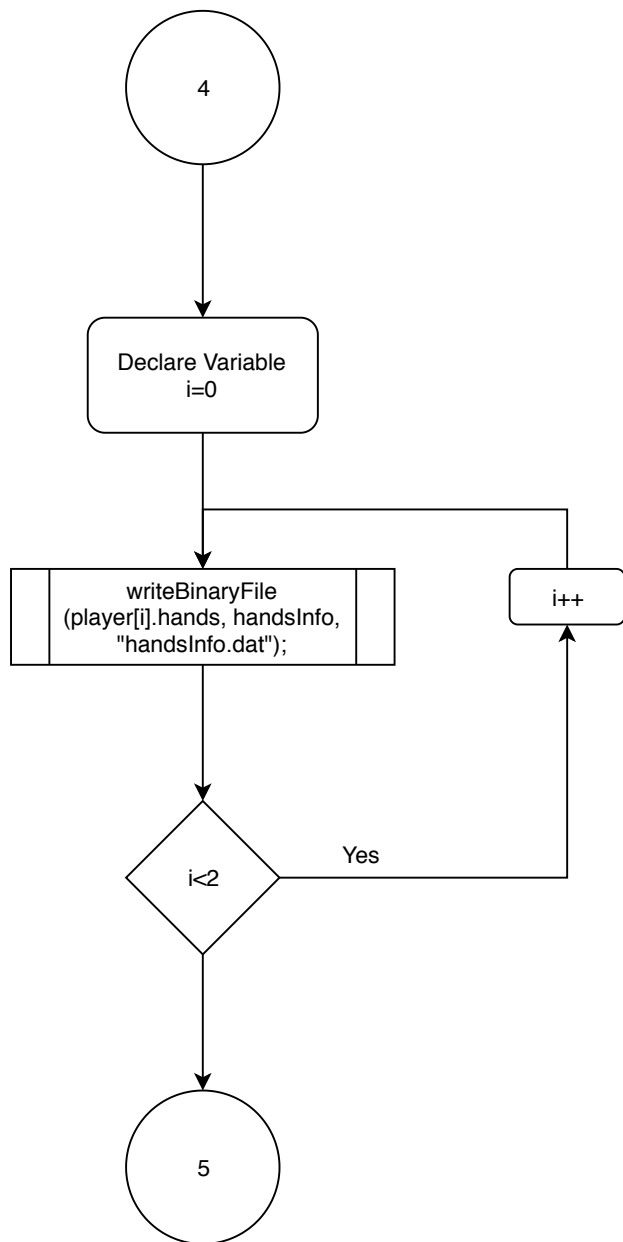 4
Declare Variable
i=0
writeBinaryFile
(player[i].hands, handsInfo,
"handsInfo.dat");
i++
i<2
Yes
5